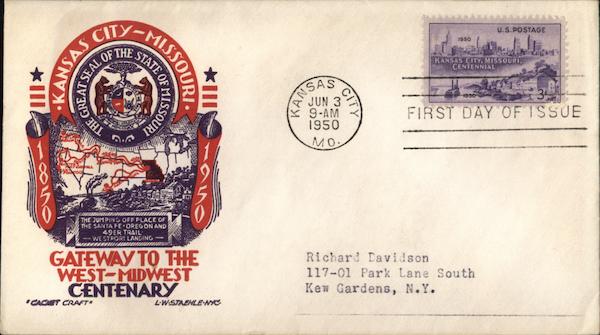 KANSAS CITY-MISSOURI
THE GREAT SEAL OF THE STATE OF MISSOURI
1850
1950
THE JUMPING OFF PLACE OF
THE SANTA FE-OREGON AND
49ER TRAIL
WESTPORT LANDING
GATEWAY TO THE
WEST-MIDWEST
CENTENARY
"CACHET CRAFT"
L.W.STAEHLE-NYC
KANSAS CITY
JUN 3
9-AM
1950
MO.
U.S. POSTAGE
1950
KANSAS CITY, MISSOURI,
CENTENNIAL
3¢
FIRST DAY OF ISSUE
Richard Davidson
117-01 Park Lane South
Kew Gardens, N.Y.